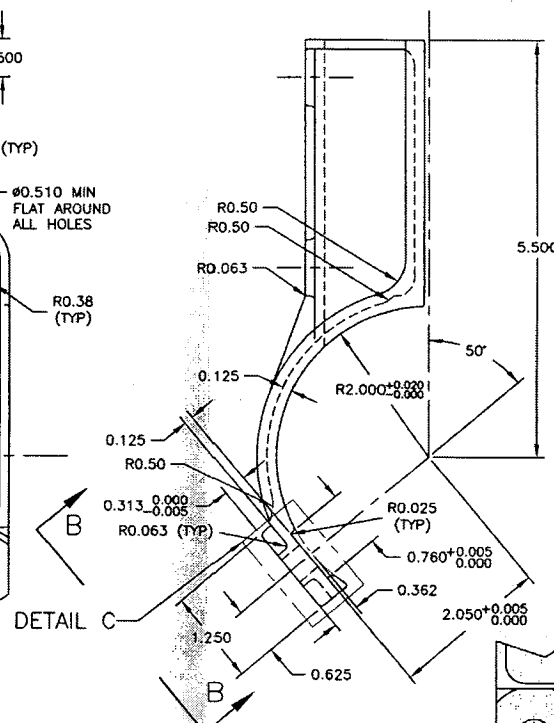 500
(TYP)
Ø0.510 MIN
FLAT AROUND
ALL HOLES
R0.38
(TYP)
R0.50
R0.50
R0.063
5.500
50°
0.125
R2.000+0.020
-0.000
0.125
R0.50
0.313 0.000
-0.005
R0.063 (TYP)
R0.025
(TYP)
0.760+0.005
0.000
0.362
2.050+0.005
0.000
B
DETAIL C
1.250
0.625
B